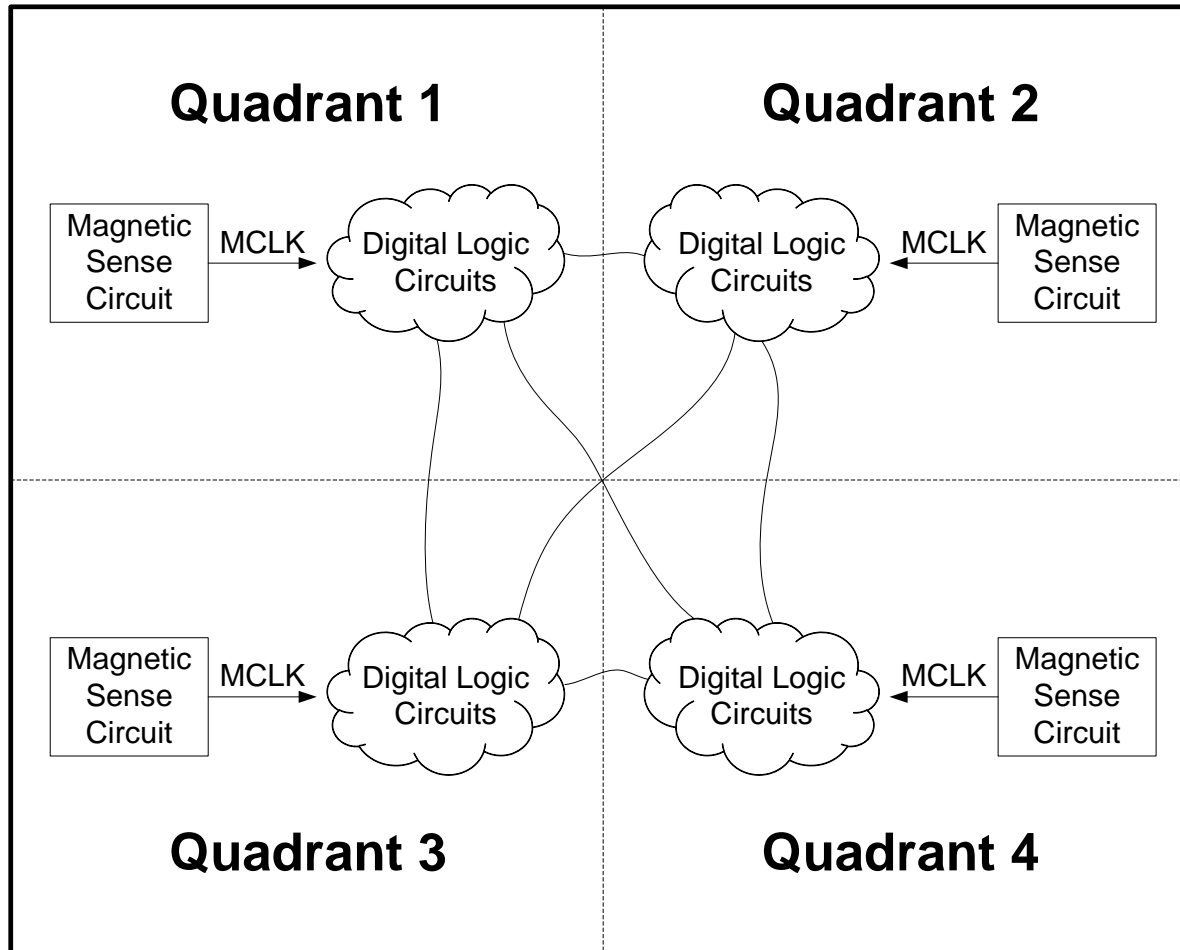 Quadrant 1
Quadrant 2
Magnetic
Sense
Circuit
MCLK
Digital Logic
Circuits
Digital Logic
Circuits
MCLK
Magnetic
Sense
Circuit
Magnetic
Sense
Circuit
MCLK
Digital Logic
Circuits
Digital Logic
Circuits
MCLK
Magnetic
Sense
Circuit
Quadrant 3
Quadrant 4